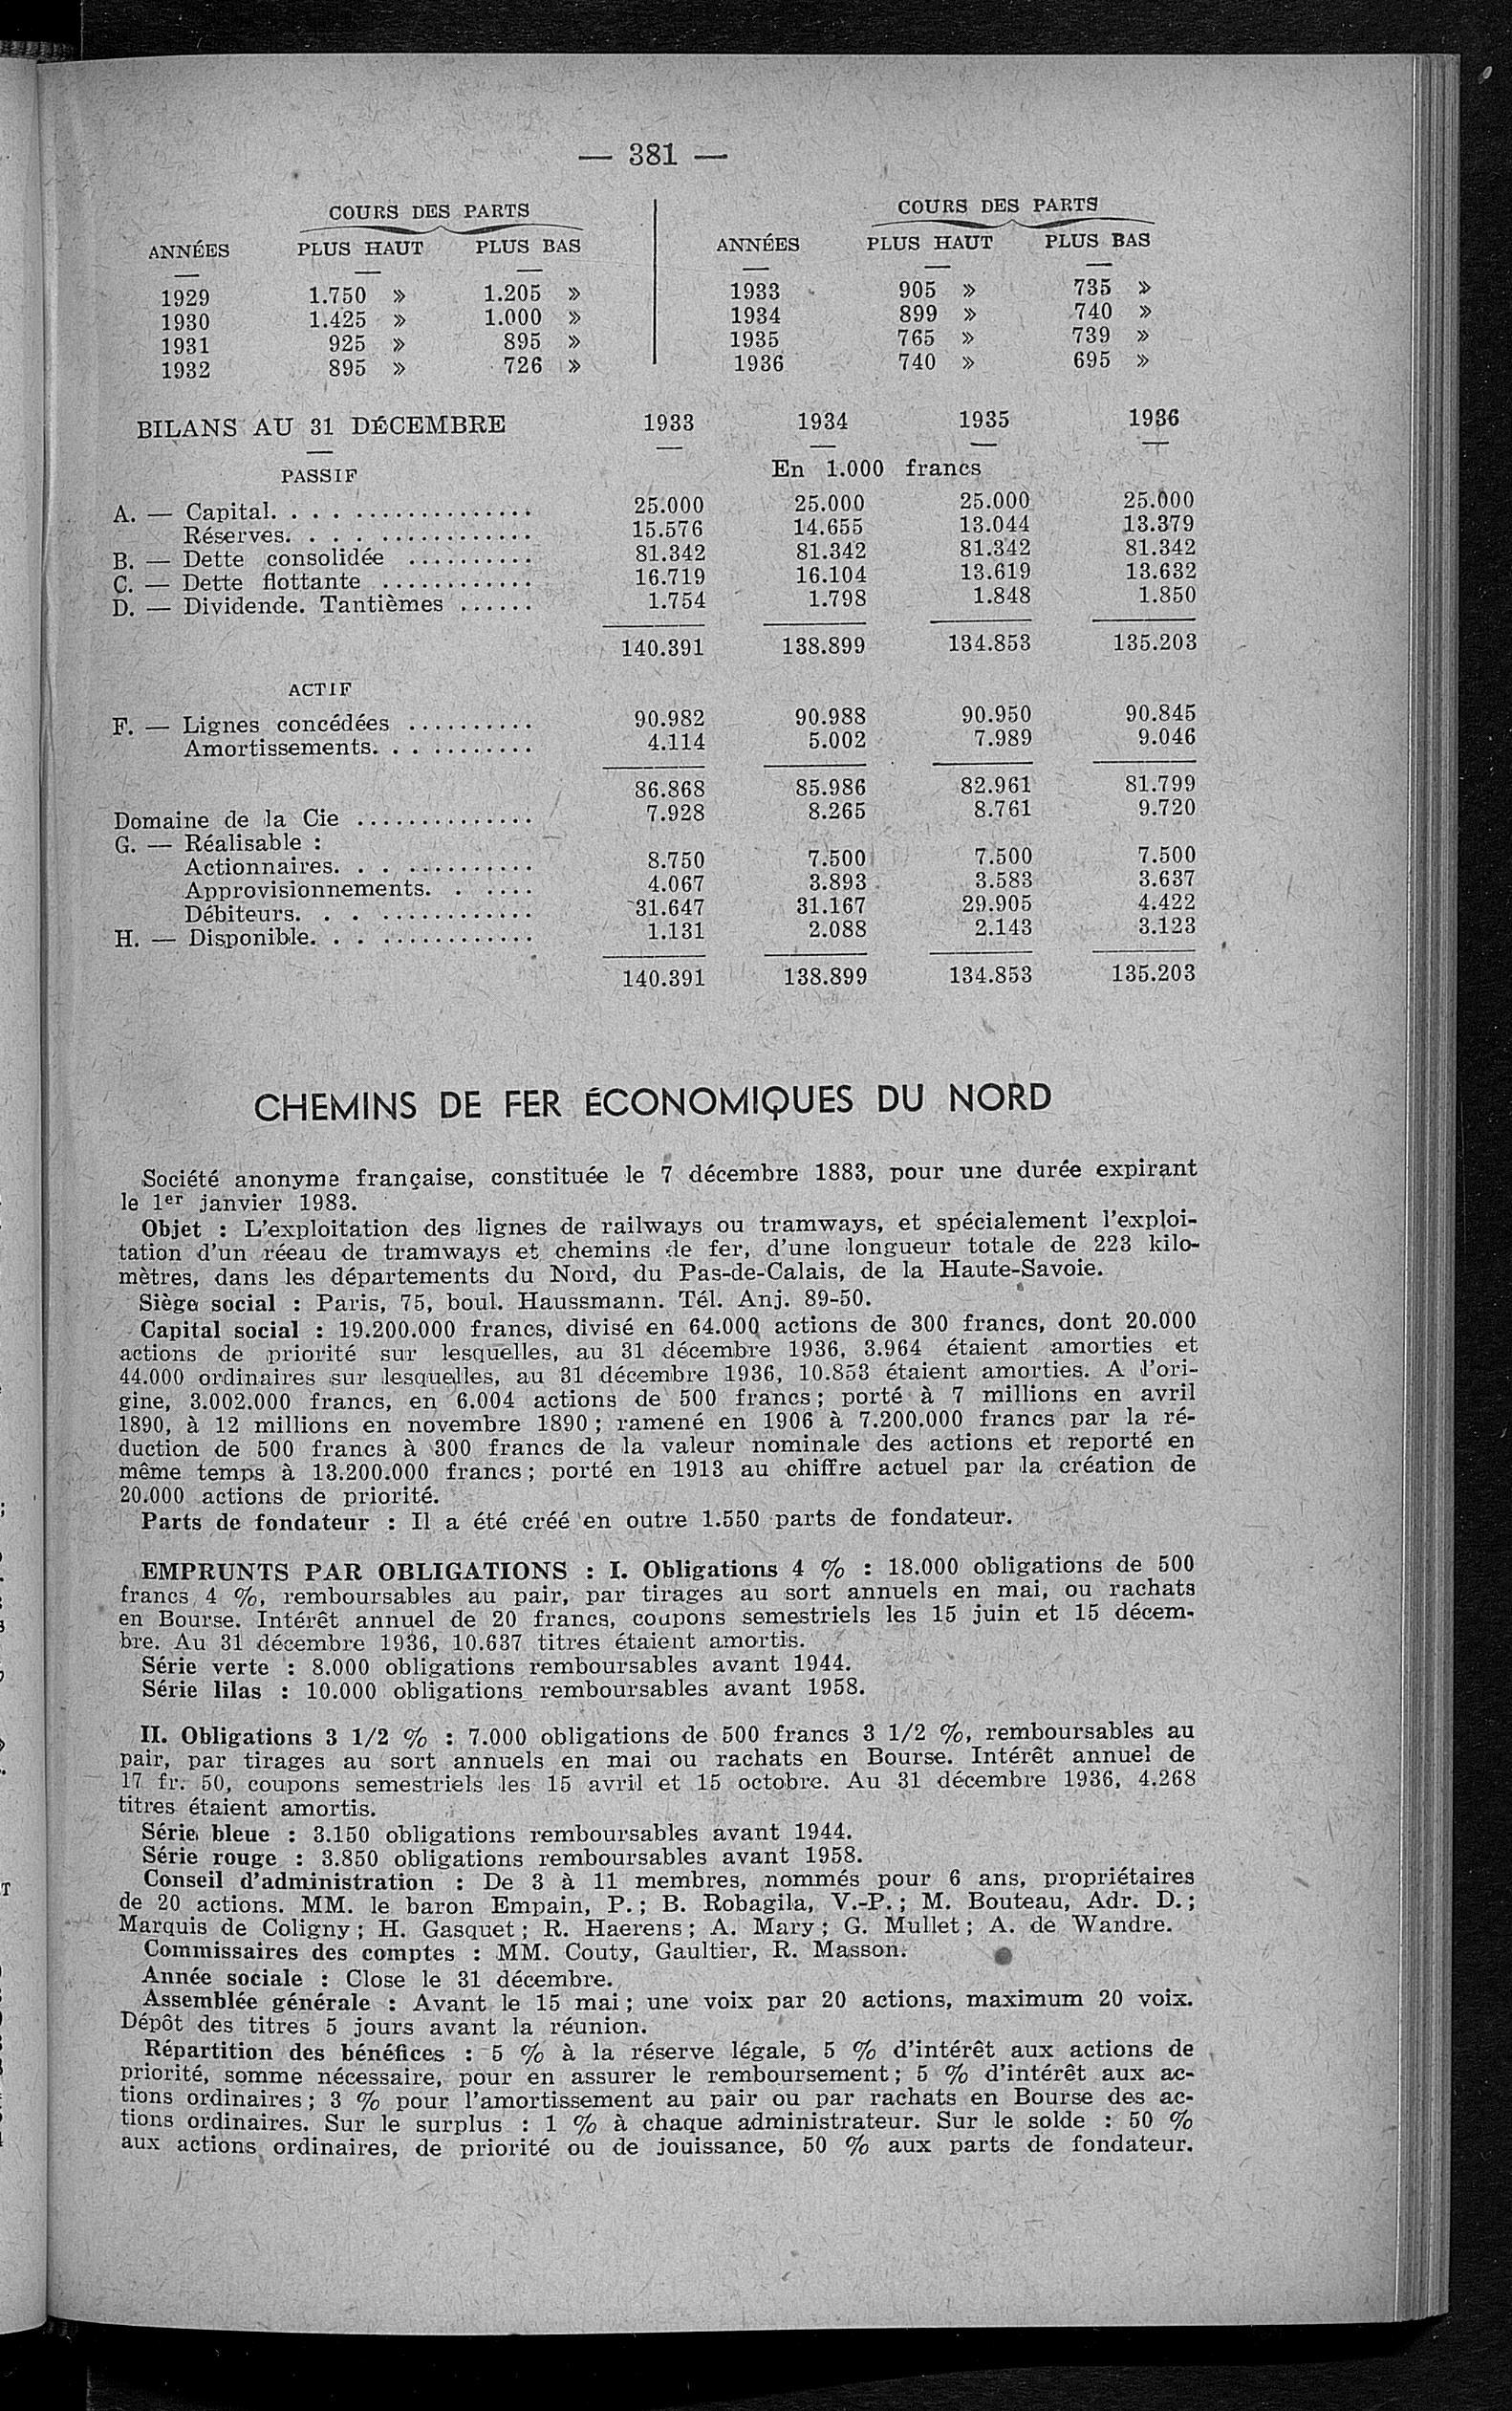 — 381 —
COURS DES PARTS
ANNÉES PLUS HAUT PLUS BAS
1929 1.750 » 1.205 »
1930 1.425 » 1.000 »
1931 925 » 895 »
1932 895 » 726 »
COURS DES PARTS
ANNÉES PLUS HAUT PLUS BAS
1933 905 » 735 »
1934 899 » 740 »
1935 765 » 739 »
1936 740 » 695 »
BILANS AU 31 DÉCEMBRE 1933 1934 1935 1936
PASSIF En 1.000 francs
A. — Capital. . . . . . . . . . . . . . . . . . 25.000 25.000 25.000 25.000
Réserves. . . . . . . . . . . . . . . . . 15.576 14.655 13.044 13.379
B. — Dette consolidée .......... 81.342 81.342 81.342 81.342
C. — Dette flottante ............ 16.719 16.104 13.619 13.632
D. — Dividende. Tantièmes ...... 1.754 1.798 1.848 1.850
140.391 138.899 134.853 135.203
ACTIF
F. — Lignes concédées .......... 90.982 90.988 90.950 90.845
Amortissements. . . . . . . . . . . 4.114 5.002 7.989 9.046
86.868 85.986 82.961 81.799
Domaine de la Cie .............. 7.928 8.265 8.761 9.720
G. — Réalisable :
Actionnaires. . . . . . . . . . . . . 8.750 7.500 7.500 7.500
Approvisionnements. . ..... 4.067 3.893 3.583 3.637
Débiteurs. . . ............ 31.647 31.167 29.905 4.422
H. — Disponible. . . ............ 1.131 2.088 2.143 3.123
140.391 138.899 134.853 135.203
CHEMINS DE FER ÉCONOMIQUES DU NORD
Société anonyme française, constituée le 7 décembre 1883, pour une durée expirant
le 1er janvier 1983.
Objet : L'exploitation des lignes de railways ou tramways, et spécialement l'exploi-
tation d'un réeau de tramways et chemins de fer, d'une longueur totale de 223 kilo-
mètres, dans les départements du Nord, du Pas-de-Calais, de la Haute-Savoie.
Siège social : Paris, 75, boul. Haussmann. Tél. Anj. 89-50.
Capital social : 19.200.000 francs, divisé en 64.000 actions de 300 francs, dont 20.000
actions de priorité sur lesquelles, au 31 décembre 1936, 3.964 étaient amorties et
44.000 ordinaires sur lesquelles, au 31 décembre 1936, 10.853 étaient amorties. A l'ori-
gine, 3.002.000 francs, en 6.004 actions de 500 francs ; porté à 7 millions en avril
1890, à 12 millions en novembre 1890 ; ramené en 1906 à 7.200.000 francs par la ré-
duction de 500 francs à 300 francs de la valeur nominale des actions et reporté en
même temps à 13.200.000 francs ; porté en 1913 au chiffre actuel par la création de
20.000 actions de priorité.
Parts de fondateur : Il a été créé en outre 1.550 parts de fondateur.
EMPRUNTS PAR OBLIGATIONS : I. Obligations 4 % : 18.000 obligations de 500
francs 4 %, remboursables au pair, par tirages au sort annuels en mai, ou rachats
en Bourse. Intérêt annuel de 20 francs, coupons semestriels les 15 juin et 15 décem-
bre. Au 31 décembre 1936, 10.637 titres étaient amortis.
Série verte : 8.000 obligations remboursables avant 1944.
Série lilas : 10.000 obligations remboursables avant 1958.
II. Obligations 3 1/2 % : 7.000 obligations de 500 francs 3 1/2 %, remboursables au
pair, par tirages au sort annuels en mai ou rachats en Bourse. Intérêt annuel de
17 fr. 50, coupons semestriels les 15 avril et 15 octobre. Au 31 décembre 1936, 4.268
titres étaient amortis.
Série bleue : 3.150 obligations remboursables avant 1944.
Série rouge : 3.850 obligations remboursables avant 1958.
Conseil d'administration : De 3 à 11 membres, nommés pour 6 ans, propriétaires
de 20 actions. MM. le baron Empain, P. ; B. Robagila, V.-P. ; M. Bouteau, Adr. D. ;
Marquis de Coligny ; H. Gasquet ; R. Haerens ; A. Mary ; G. Mullet ; A. de Wandre.
Commissaires des comptes : MM. Couty, Gaultier, R. Masson.
Année sociale : Close le 31 décembre.
Assemblée générale : Avant le 15 mai ; une voix par 20 actions, maximum 20 voix.
Dépôt des titres 5 jours avant la réunion.
Répartition des bénéfices : 5 % à la réserve légale, 5 % d'intérêt aux actions de
priorité, somme nécessaire, pour en assurer le remboursement ; 5 % d'intérêt aux ac-
tions ordinaires ; 3 % pour l'amortissement au pair ou par rachats en Bourse des ac-
tions ordinaires. Sur le surplus : 1 % à chaque administrateur. Sur le solde : 50 %
aux actions ordinaires, de priorité ou de jouissance, 50 % aux parts de fondateur.